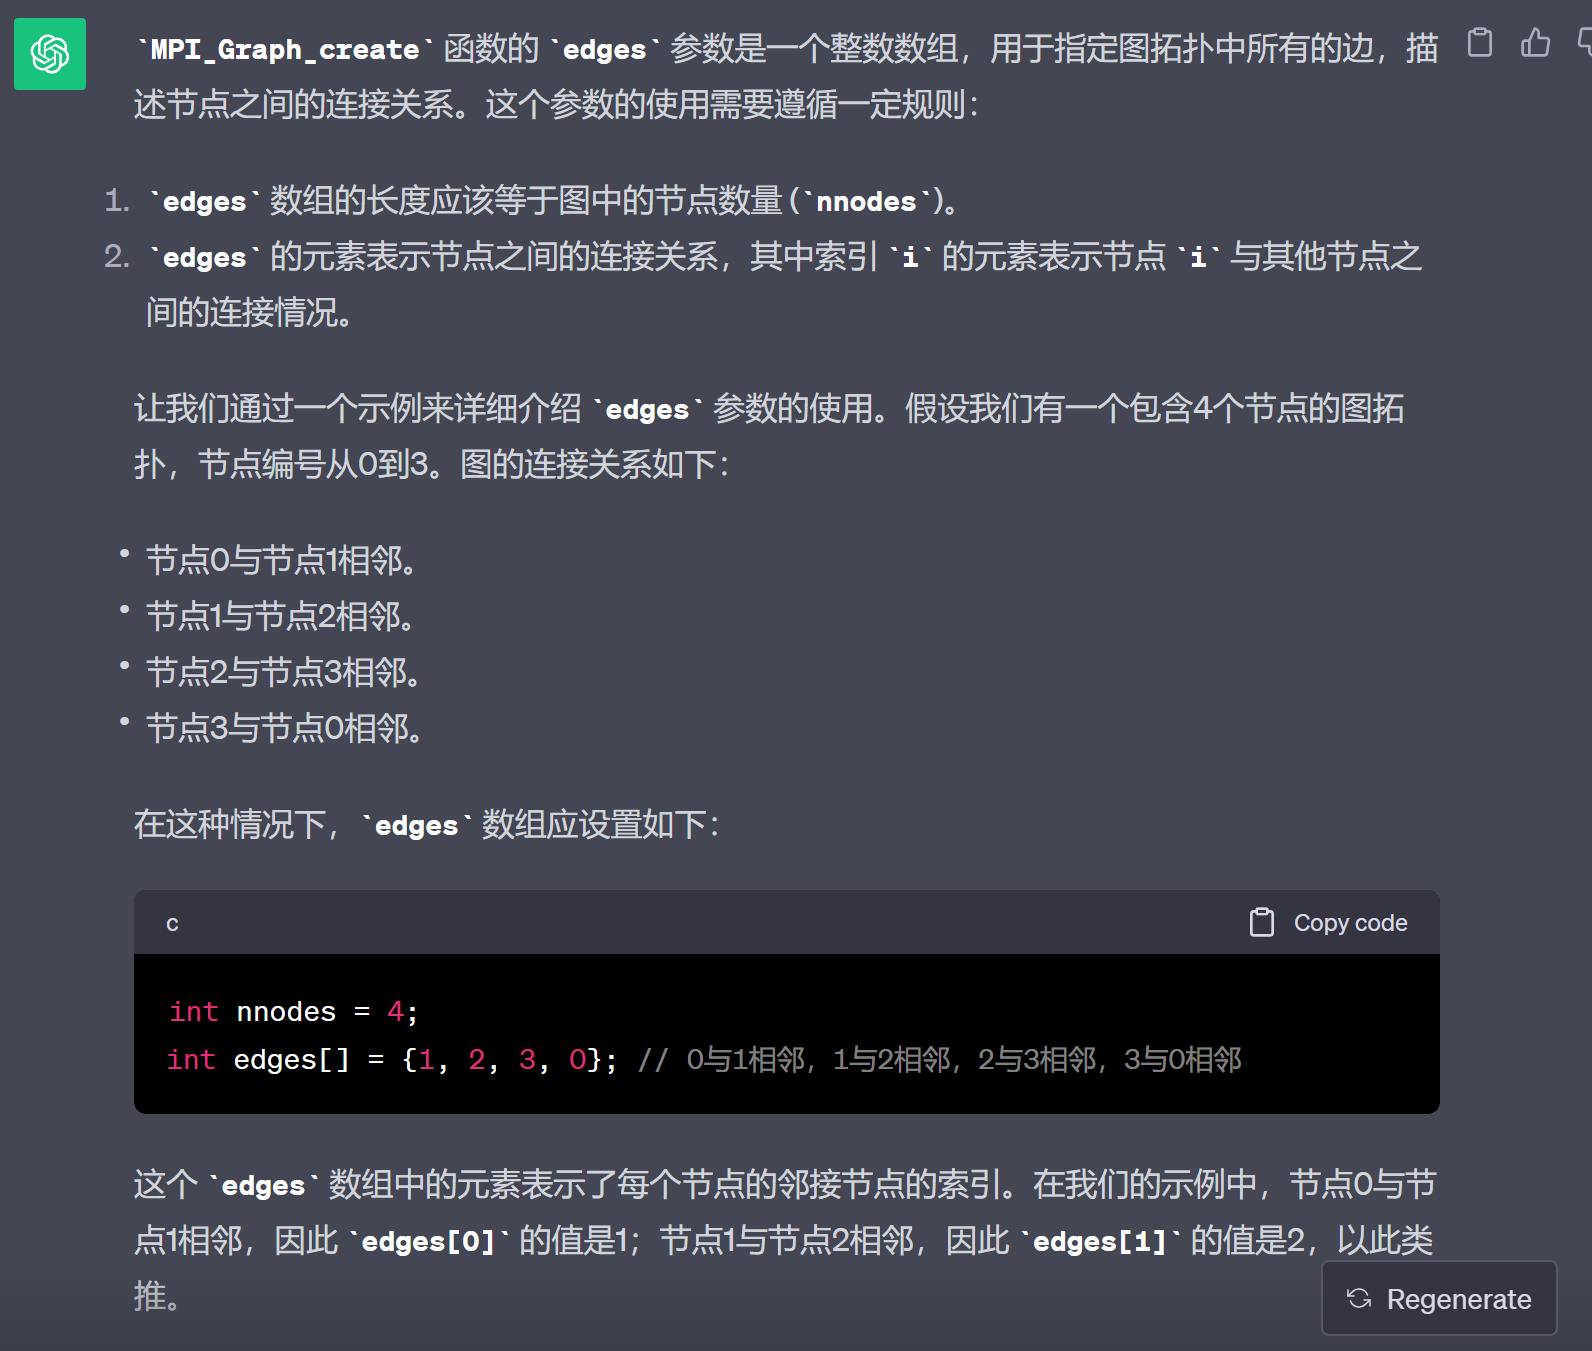 `MPI_Graph_create` 函数的 `edges` 参数是一个整数数组，用于指定图拓扑中所有的边，描
述节点之间的连接关系。这个参数的使用需要遵循一定规则：
1. `edges` 数组的长度应该等于图中的节点数量 (`nnodes`)。
2. `edges` 的元素表示节点之间的连接关系，其中索引 `i` 的元素表示节点 `i` 与其他节点之
间的连接情况。
让我们通过一个示例来详细介绍 `edges` 参数的使用。假设我们有一个包含4个节点的图拓
扑，节点编号从0到3。图的连接关系如下：
• 节点0与节点1相邻。
• 节点1与节点2相邻。
• 节点2与节点3相邻。
• 节点3与节点0相邻。
在这种情况下， `edges` 数组应设置如下：
c Copy code
int nnodes = 4;
int edges[] = {1, 2, 3, 0}; // 0与1相邻，1与2相邻，2与3相邻，3与0相邻
这个 `edges` 数组中的元素表示了每个节点的邻接节点的索引。在我们的示例中，节点0与节
点1相邻，因此 `edges[0]` 的值是1；节点1与节点2相邻，因此 `edges[1]` 的值是2，以此类
推。
Regenerate